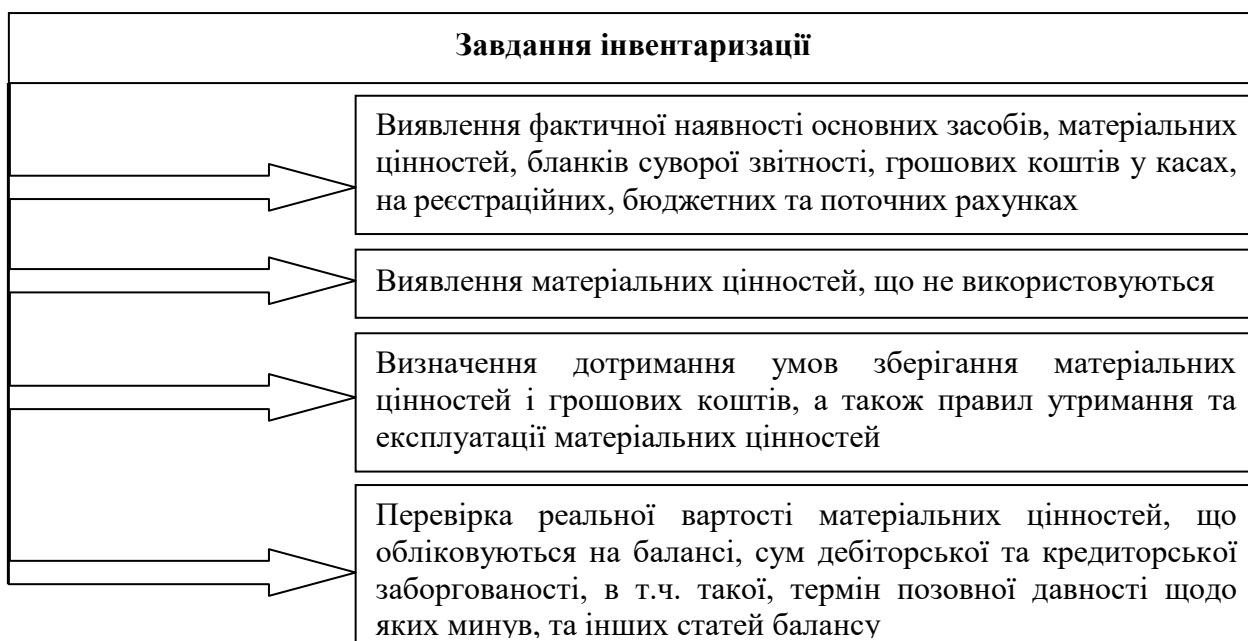 Завдання інвентаризації
Виявлення фактичної наявності основних засобів, матеріальних
цінностей, бланків суворої звітності, грошових коштів у касах,
на реєстраційних, бюджетних та поточних рахунках
Виявлення матеріальних цінностей, що не використовуються
Визначення дотримання умов зберігання матеріальних
цінностей і грошових коштів, а також правил утримання та
експлуатації матеріальних цінностей
Перевірка реальної вартості матеріальних цінностей, що
обліковуються на балансі, сум дебіторської та кредиторської
заборгованості, в т.ч. такої, термін позовної давності щодо
яких минув, та інших статей балансу